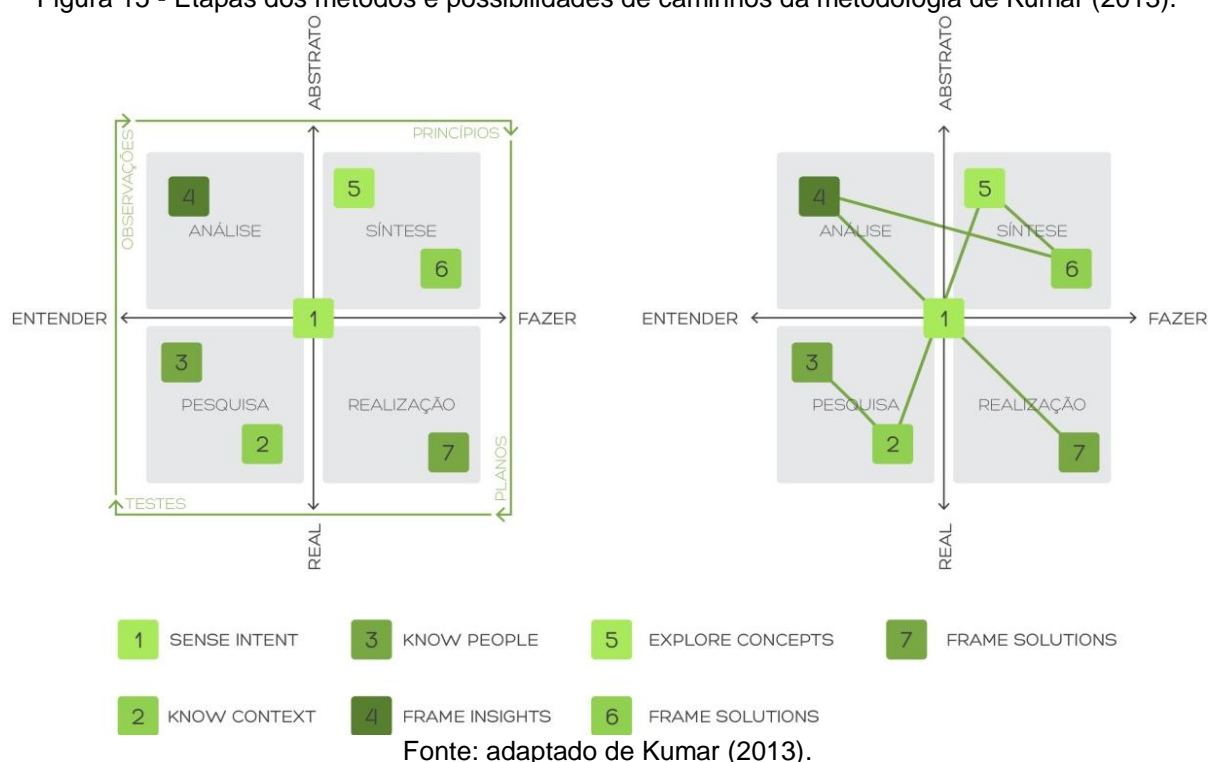 Figura 15 - Etapas dos métodos e possibilidades de caminhos da metodologia de Kumar (2013).
ABSTRATO
OBSERVAÇÕES
PRINCÍPIOS
4
5
ANÁLISE
SÍNTESE
6
ENTENDER
1
FAZER
3
PESQUISA
REALIZAÇÃO
2
7
PLANOS
TESTES
REAL
ABSTRATO
4
5
ANÁLISE
SÍNTESE
6
ENTENDER
1
FAZER
3
PESQUISA
REALIZAÇÃO
2
7
REAL
1 SENSE INTENT
3 KNOW PEOPLE
5 EXPLORE CONCEPTS
7 FRAME SOLUTIONS
2 KNOW CONTEXT
4 FRAME INSIGHTS
6 FRAME SOLUTIONS
Fonte: adaptado de Kumar (2013).